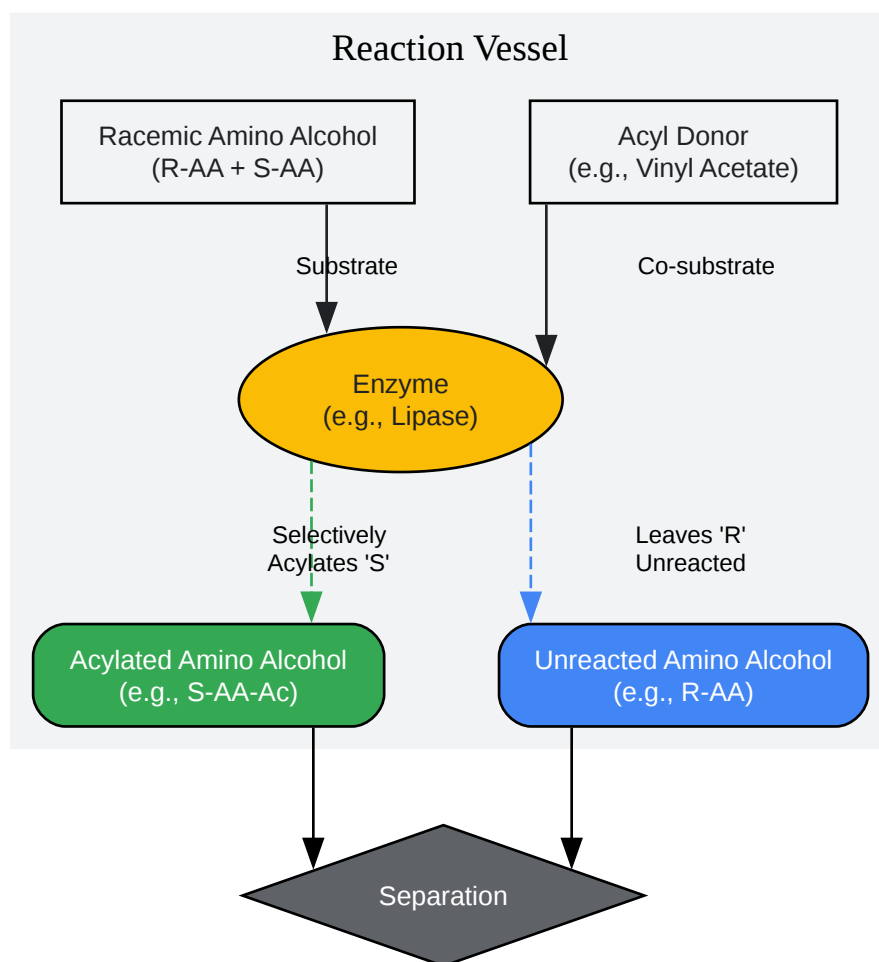 Reaction Vessel
Racemic Amino Alcohol
(R-AA + S-AA)
Acyl Donor
(e.g., Vinyl Acetate)
Substrate
Co-substrate
Enzyme
(e.g., Lipase)
Selectively
Acylates 'S'
Leaves 'R'
Unreacted
Acylated Amino Alcohol
(e.g., S-AA-Ac)
Unreacted Amino Alcohol
(e.g., R-AA)
Separation